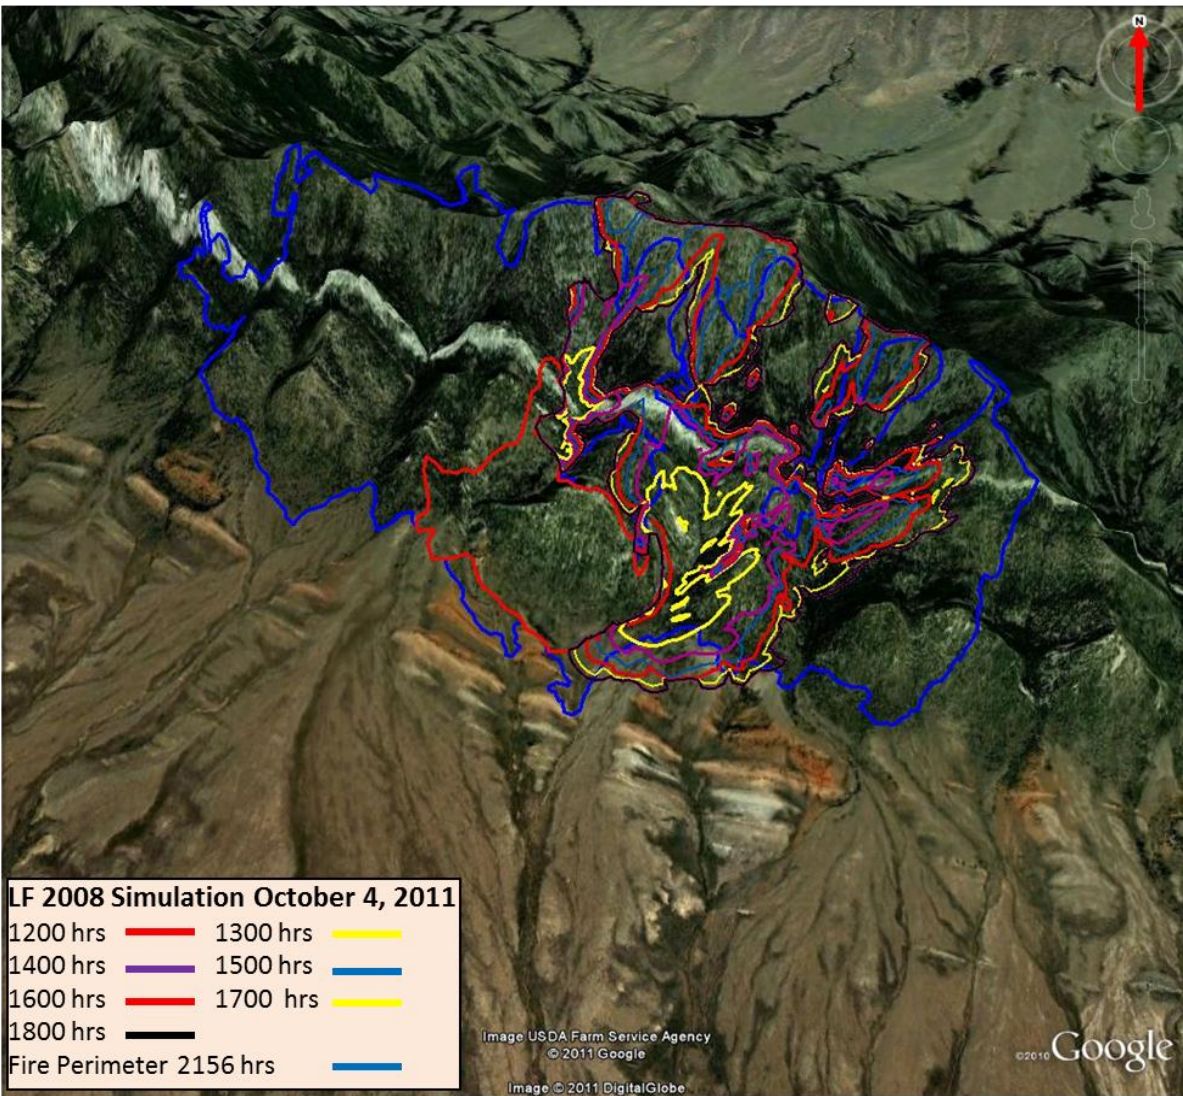 N
LF 2008 Simulation October 4, 2011
1200 hrs 1300 hrs
1400 hrs 1500 hrs
1600 hrs 1700 hrs
1800 hrs
Fire Perimeter 2156 hrs
Image USDA Farm Service Agency
© 2011 Google
©2010 Google
Image © 2011 DigitalGlobe